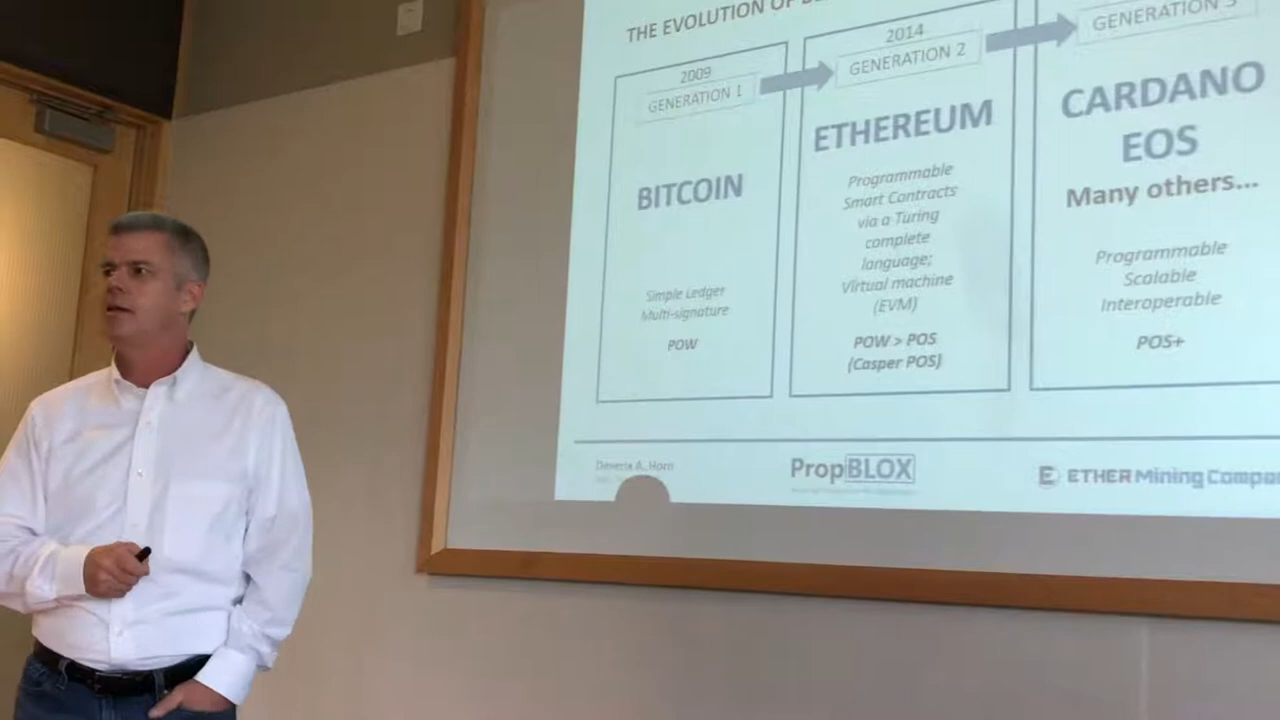 THE EVOLUTION OF
2009
GENERATION 1
BITCOIN
Simple Ledger
Multi-signature
POW
2014
GENERATION 2
ETHEREUM
Programmable
Smart Contracts
via a Turing
complete
language;
Virtual machine
(EVM)
POW > POS
(Casper POS)
GENERATION 3
CARDANO
EOS
Many others...
Programmable
Scalable
Interoperable
POS+
A. Horn
PropBLOX
ETHER Mining